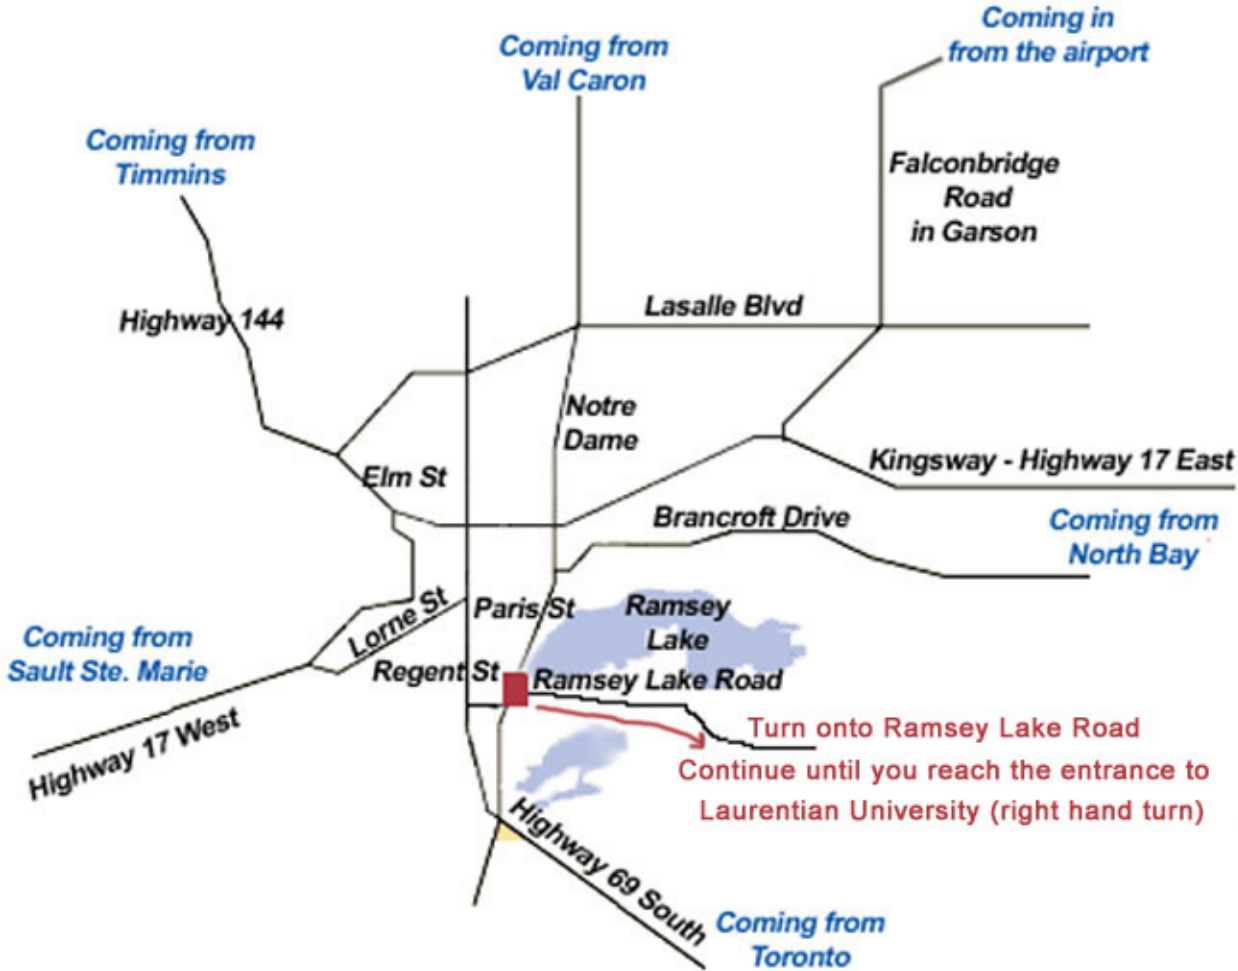 Coming in
from the airport
Coming from
Val Caron
Coming from
Timmins
Falconbridge
Road
in Garson
Lasalle Blvd
Highway 144
Notre
Dame
Elm St
Kingsway - Highway 17 East
Brancroft Drive
Coming from
North Bay
Lorne St
Paris St
Ramsey
Lake
Coming from
Sault Ste. Marie
Regent St
Ramsey Lake Road
Highway 17 West
Turn onto Ramsey Lake Road
Continue until you reach the entrance to
Laurentian University (right hand turn)
Highway 69 South
Coming from
Toronto